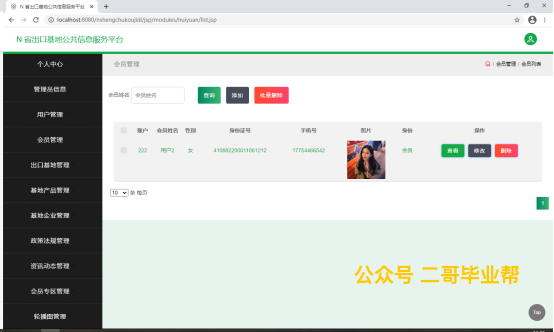 N 省出口基地公共信息服务平台
localhost:8080/nshengchukoujidi/jsp/modules/huiyuan/list.jsp
N 省出口基地公共信息服务平台
个人中心
管理员信息
用户管理
会员管理
出口基地管理
基地产品管理
基地企业管理
政策法规管理
资讯动态管理
会员专区管理
轮播图管理
会员管理
/ 会员管理 / 会员列表
会员姓名 会员姓名 查询 添加 批量删除
账户 会员姓名 性别 身份证号 手机号 照片 身份 操作
222 用户2 女 410882200011061212 17754466542 会员 查看 修改 删除
10 条 每页
1
公众号 二哥毕业帮
Top